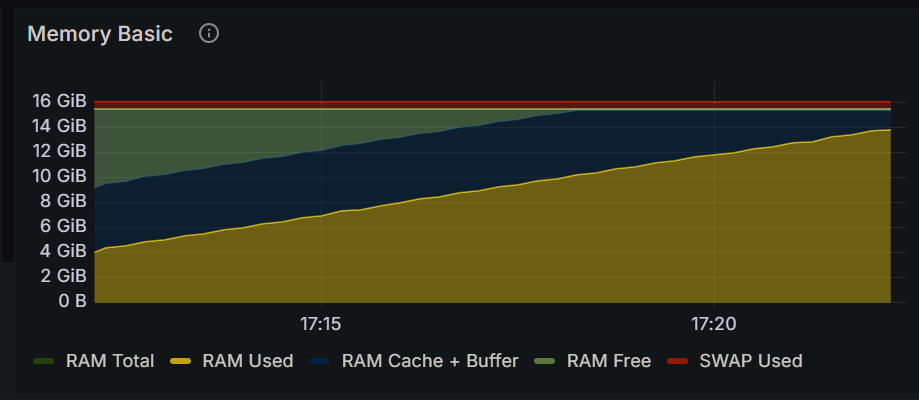 Memory Basic
16 GiB
14 GiB
12 GiB
10 GiB
8 GiB
6 GiB
4 GiB
2 GiB
0 B
17:15 17:20
RAM Total RAM Used RAM Cache + Buffer RAM Free SWAP Used